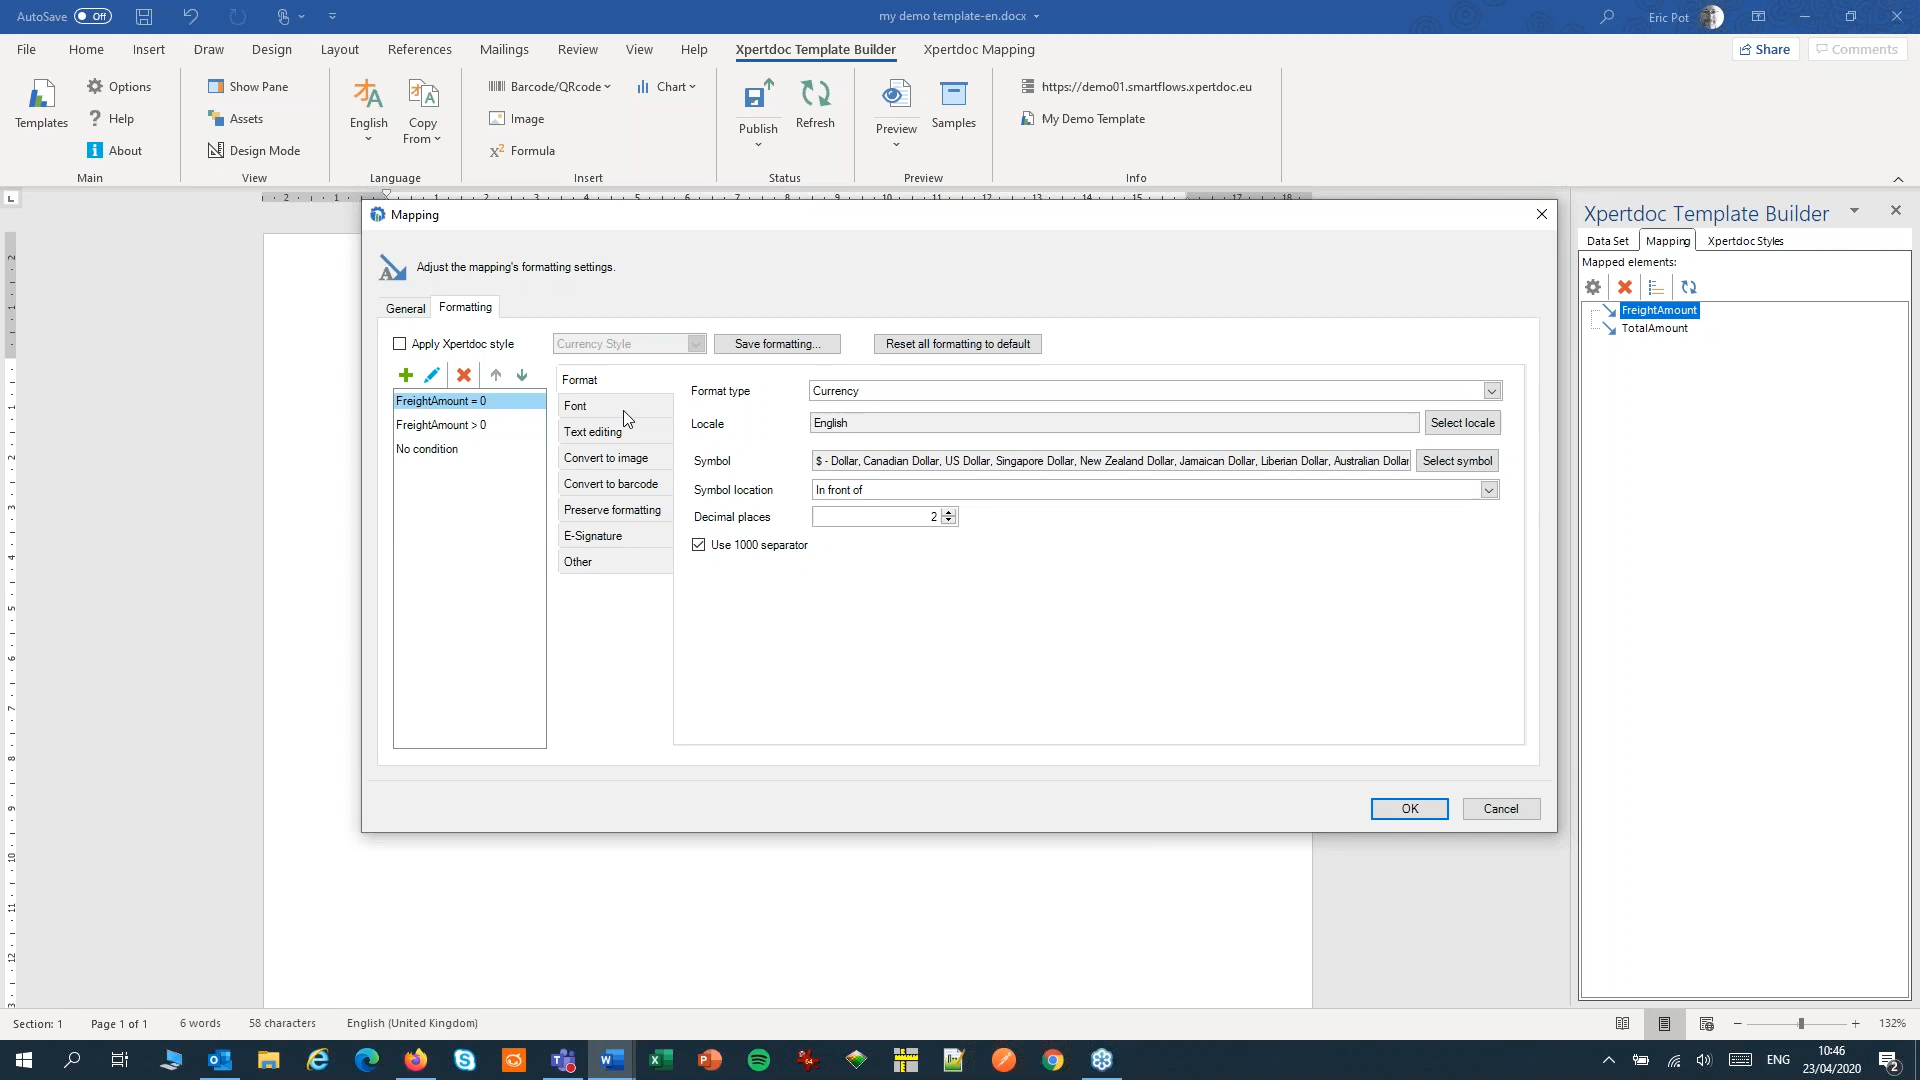 AutoSave Off
my demo template-en.docx
Eric Pot
File Home Insert Draw Design Layout References Mailings Review View Help Xpertdoc Template Builder Xpertdoc Mapping
Share Comments
Templates
Options
Help
About
Main
Show Pane
Assets
Design Mode
View
English
Copy
From
Language
Barcode/QRcode
Chart
Image
Formula
Insert
Publish
Refresh
Status
Preview
Samples
Preview
https://demo01.smartflows.xpertdoc.eu
My Demo Template
Info
Mapping
Adjust the mapping's formatting settings.
General Formatting
Apply Xpertdoc style
Currency Style
Save formatting...
Reset all formatting to default
FreightAmount = 0
FreightAmount > 0
No condition
Format
Font
Text editing
Convert to image
Convert to barcode
Preserve formatting
E-Signature
Other
Format type Currency
Locale English Select locale
Symbol $ - Dollar, Canadian Dollar, US Dollar, Singapore Dollar, New Zealand Dollar, Jamaican Dollar, Liberian Dollar, Australian Dollar Select symbol
Symbol location In front of
Decimal places 2
Use 1000 separator
OK Cancel
Xpertdoc Template Builder
Data Set Mapping Xpertdoc Styles
Mapped elements:
FreightAmount
TotalAmount
Section: 1 Page 1 of 1 6 words 58 characters English (United Kingdom)
132%
ENG
10:46
23/04/2020
2